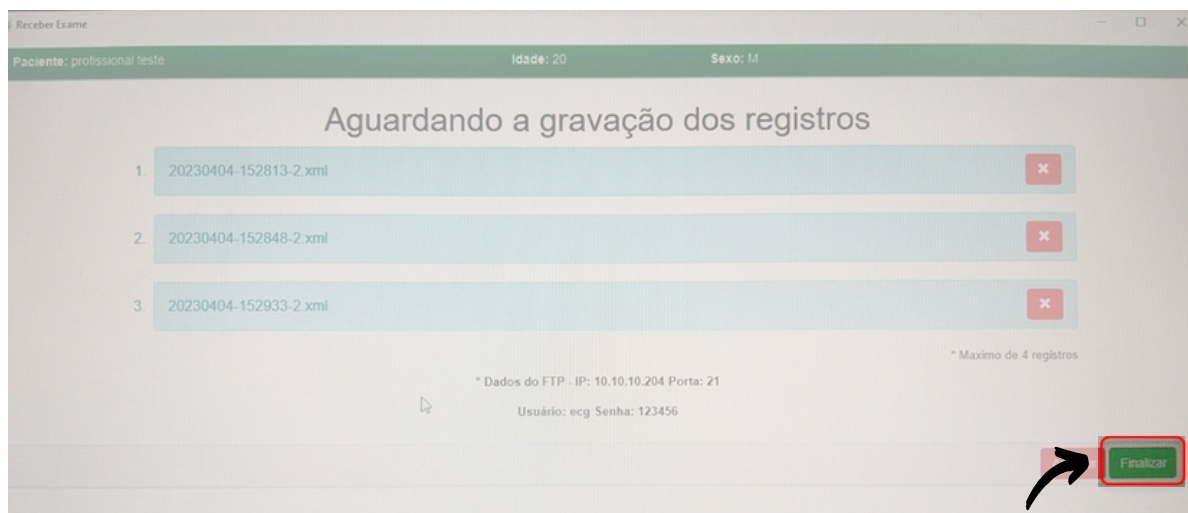 Receber Exame
Paciente: profissional teste Idade: 20 Sexo: M
Aguardando a gravação dos registros
1. 20230404-152813-2.xml
2. 20230404-152848-2.xml
3. 20230404-152933-2.xml
* Maximo de 4 registros
* Dados do FTP - IP: 10.10.10.204 Porta: 21
Usuário: ecg Senha: 123456
Finalizar